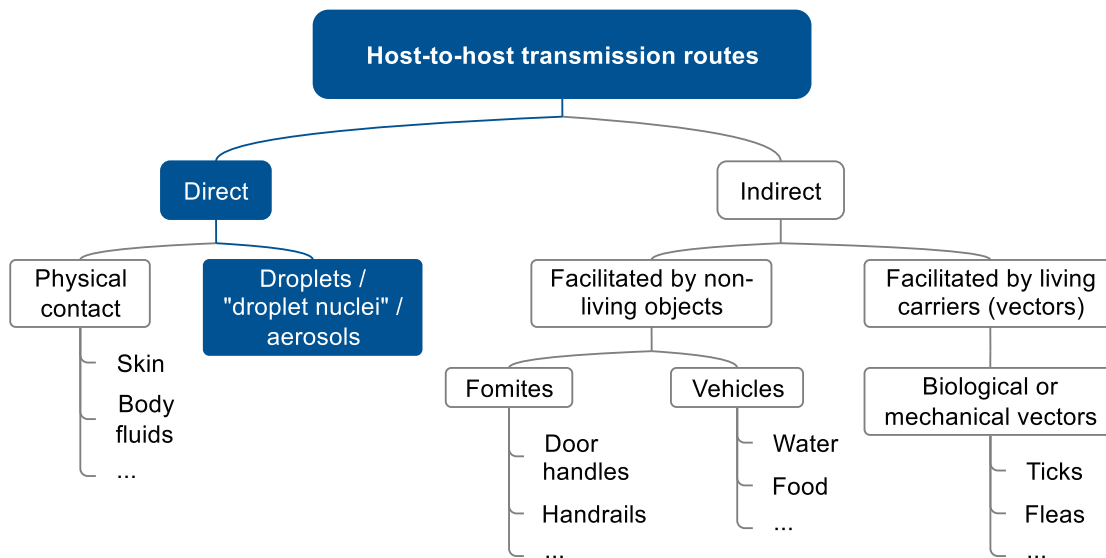 Host-to-host transmission routes
Direct
Indirect
Physical
contact
Droplets /
"droplet nuclei" /
aerosols
Facilitated by non-
living objects
Facilitated by living
carriers (vectors)
Skin
Body
fluids
...
Fomites
Vehicles
Biological or
mechanical vectors
Door
handles
Handrails
...
Water
Food
...
Ticks
Fleas
...